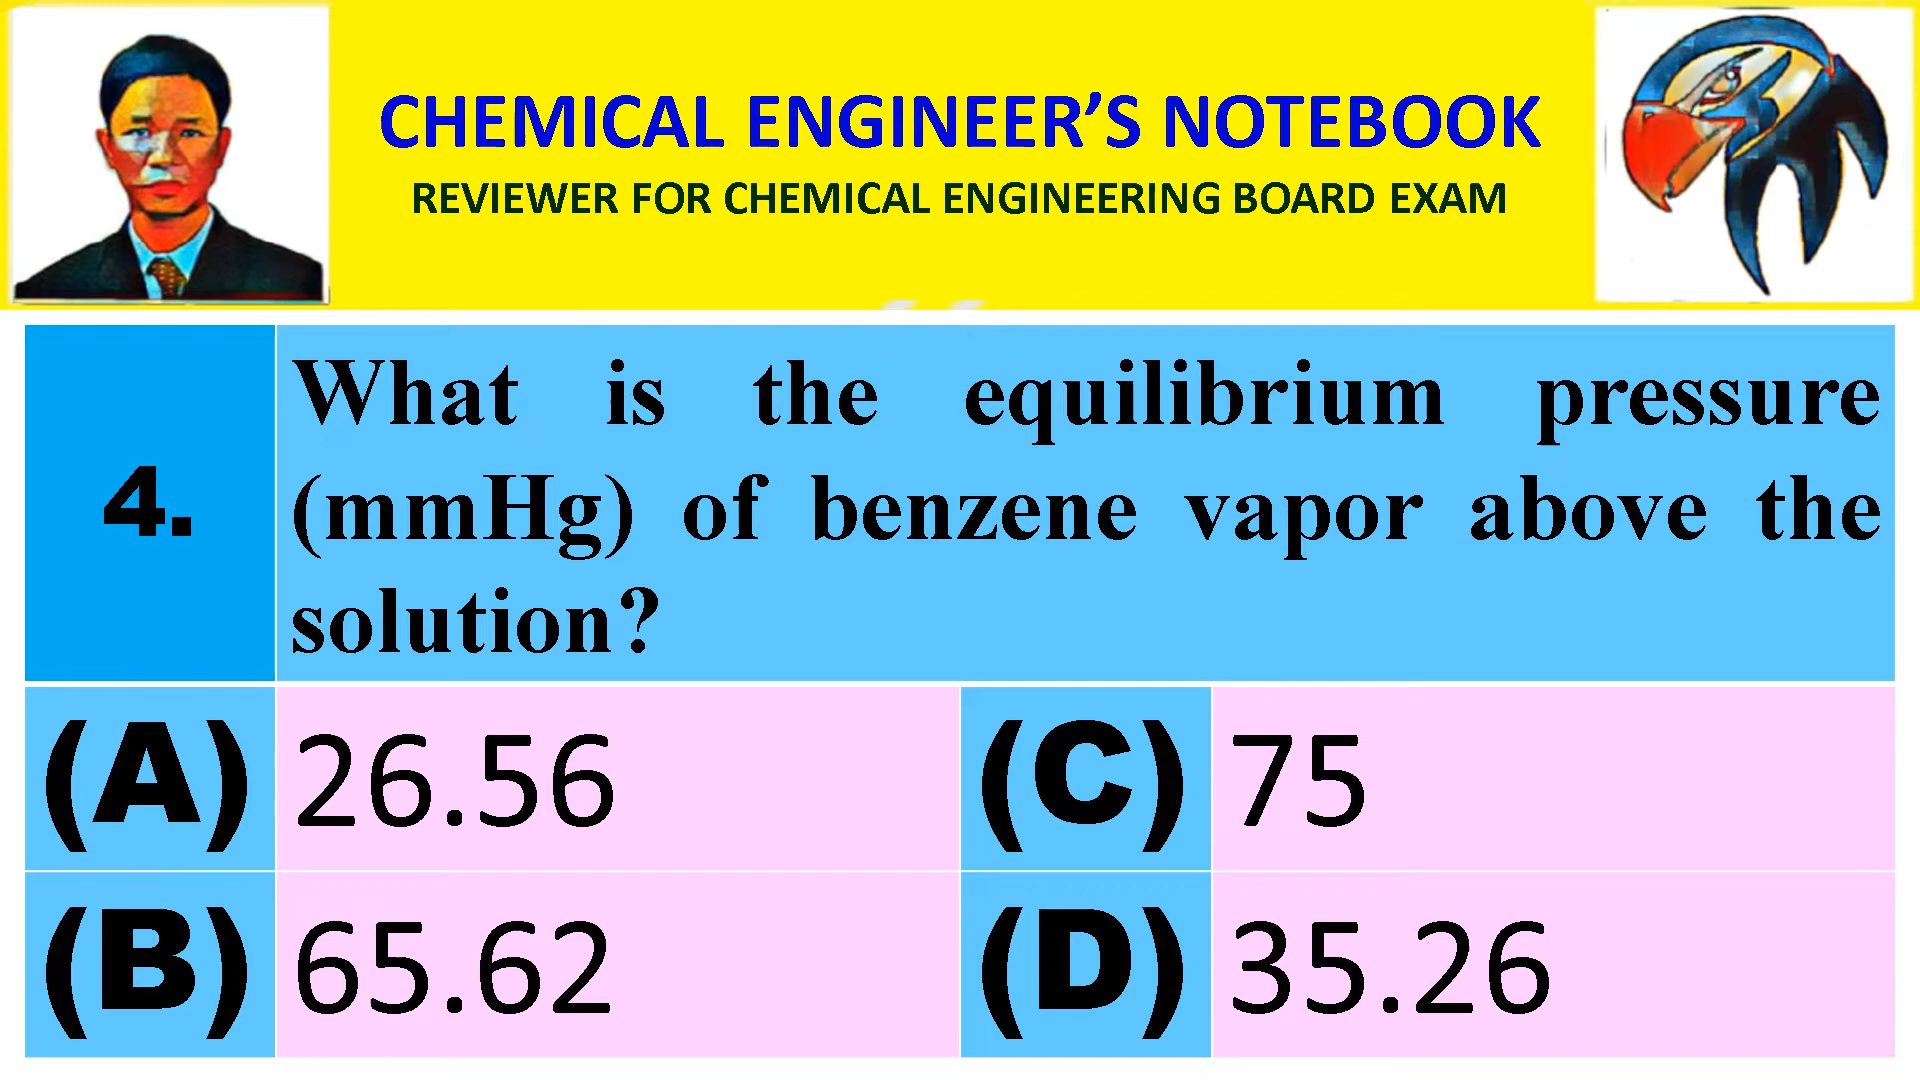 CHEMICAL ENGINEER’S NOTEBOOK
REVIEWER FOR CHEMICAL ENGINEERING BOARD EXAM
4.
What is the equilibrium pressure
(mmHg) of benzene vapor above the
solution?
(A) 26.56
(C) 75
(B) 65.62
(D) 35.26